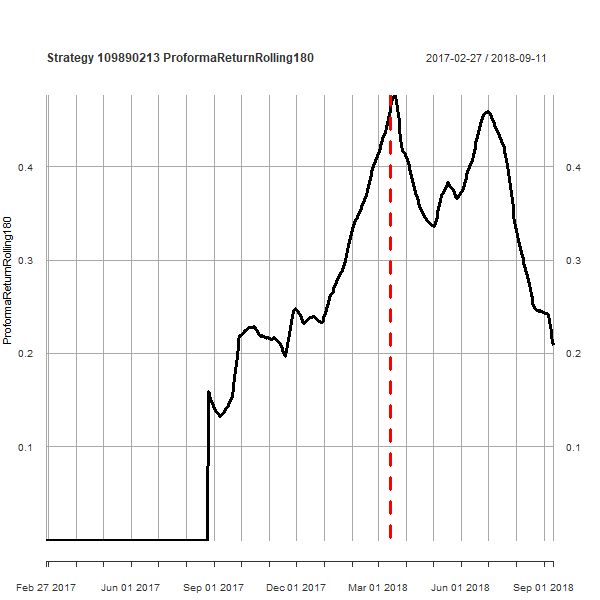 Strategy 109890213 ProformaReturnRolling180
2017-02-27 / 2018-09-11
ProformaReturnRolling180
0.4
0.4
0.3
0.3
0.2
0.2
0.1
0.1
Feb 27 2017
Jun 01 2017
Sep 01 2017
Dec 01 2017
Mar 01 2018
Jun 01 2018
Sep 01 2018